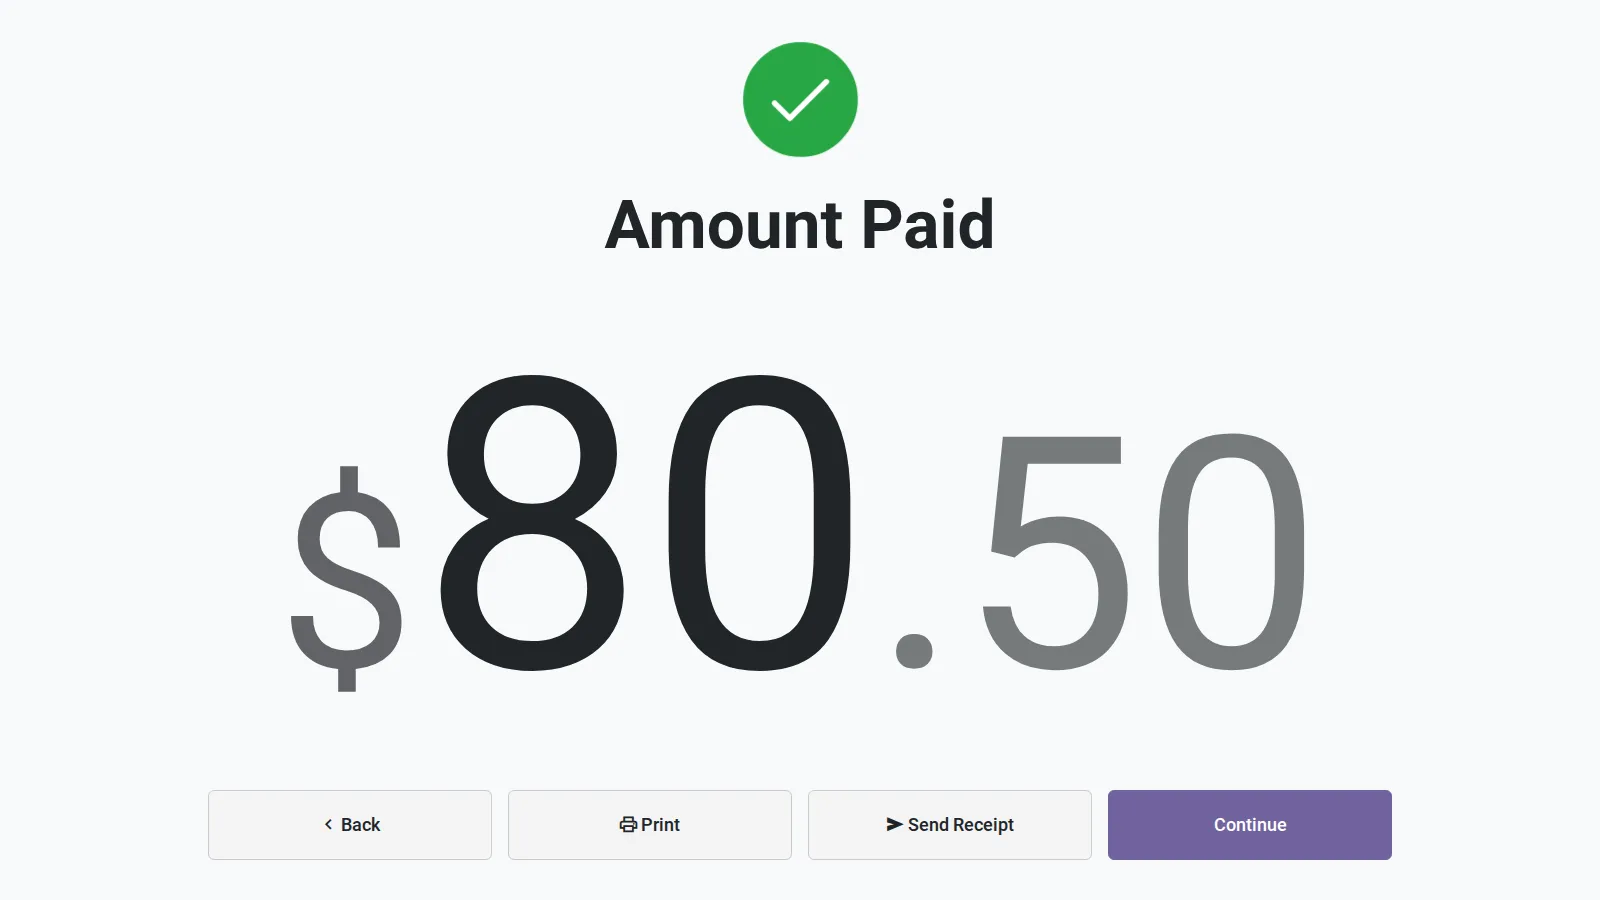 Amount Paid
$80.50
Back
Print
Send Receipt
Continue